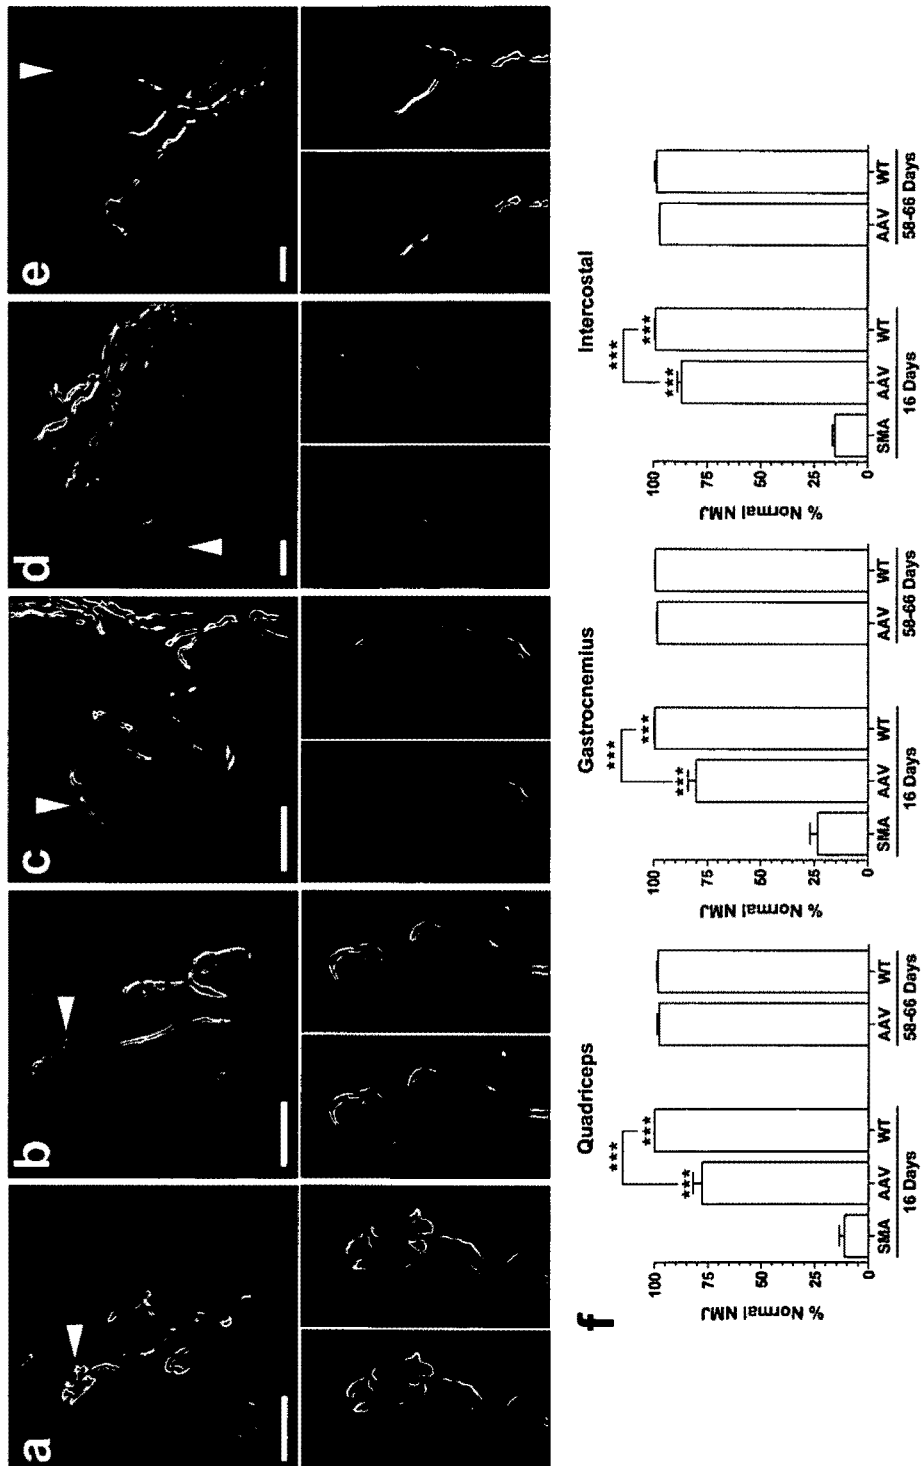 a
b
c
d
e
f
Quadriceps
% Normal NMJ
100
75
50
25
0
***
***
***
SMA
AAV
WT
AAV
WT
16 Days
58-66 Days
Gastrocnemius
% Normal NMJ
100
75
50
25
0
***
***
***
SMA
AAV
WT
AAV
WT
16 Days
58-66 Days
Intercostal
% Normal NMJ
100
75
50
25
0
***
***
***
SMA
AAV
WT
AAV
WT
16 Days
58-66 Days